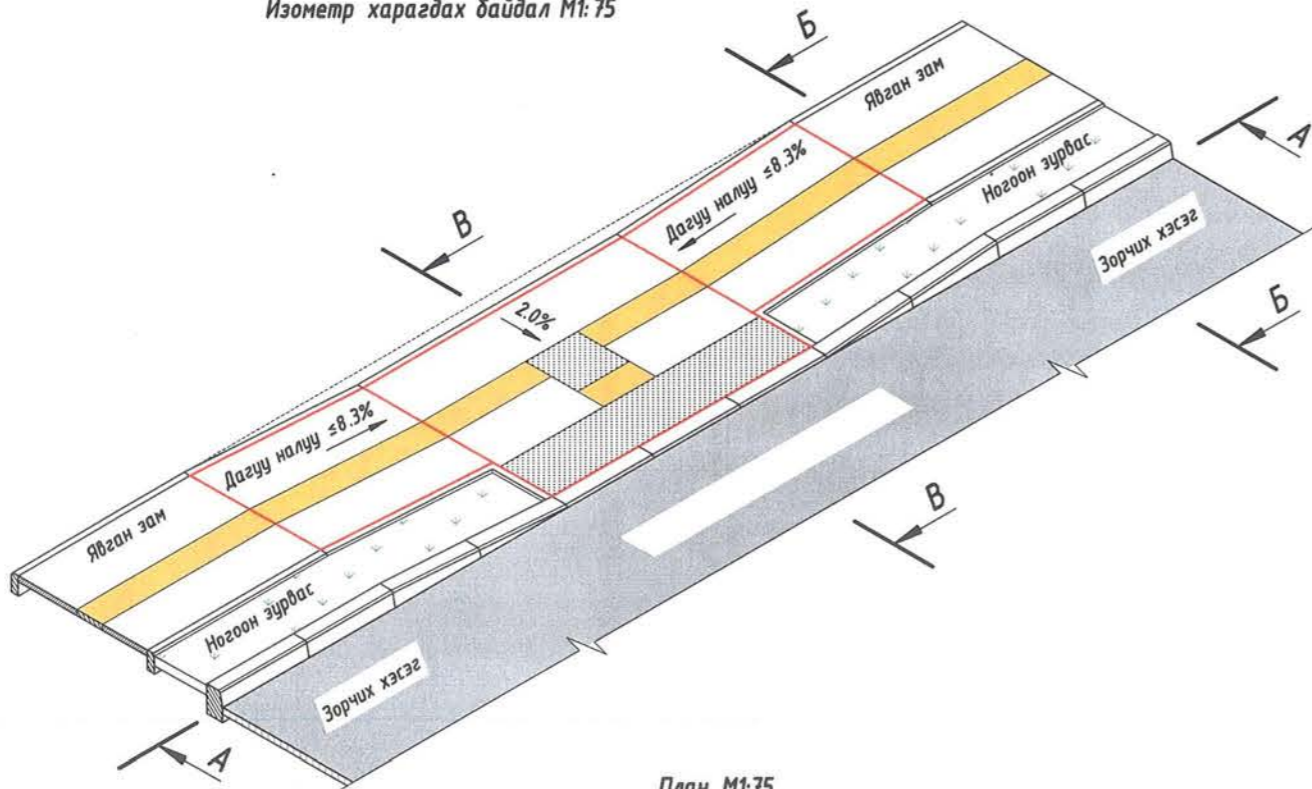 Изометр харагдах байдал М1:75
Б
Явган зам
А
Ногоон зурвас
Дагуу налуу ≤8.3%
В
Зорчих хэсэг
2.0%
Б
Дагуу налуу ≤8.3%
В
Явган зам
Ногоон зурвас
Зорчих хэсэг
А
План М1:75